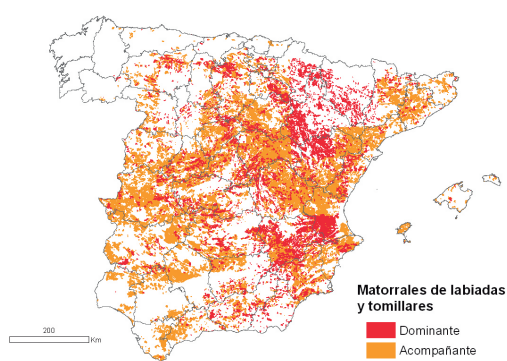 Matorrales de labiadas
y tomillares
Dominante
Acompañante
200
Km